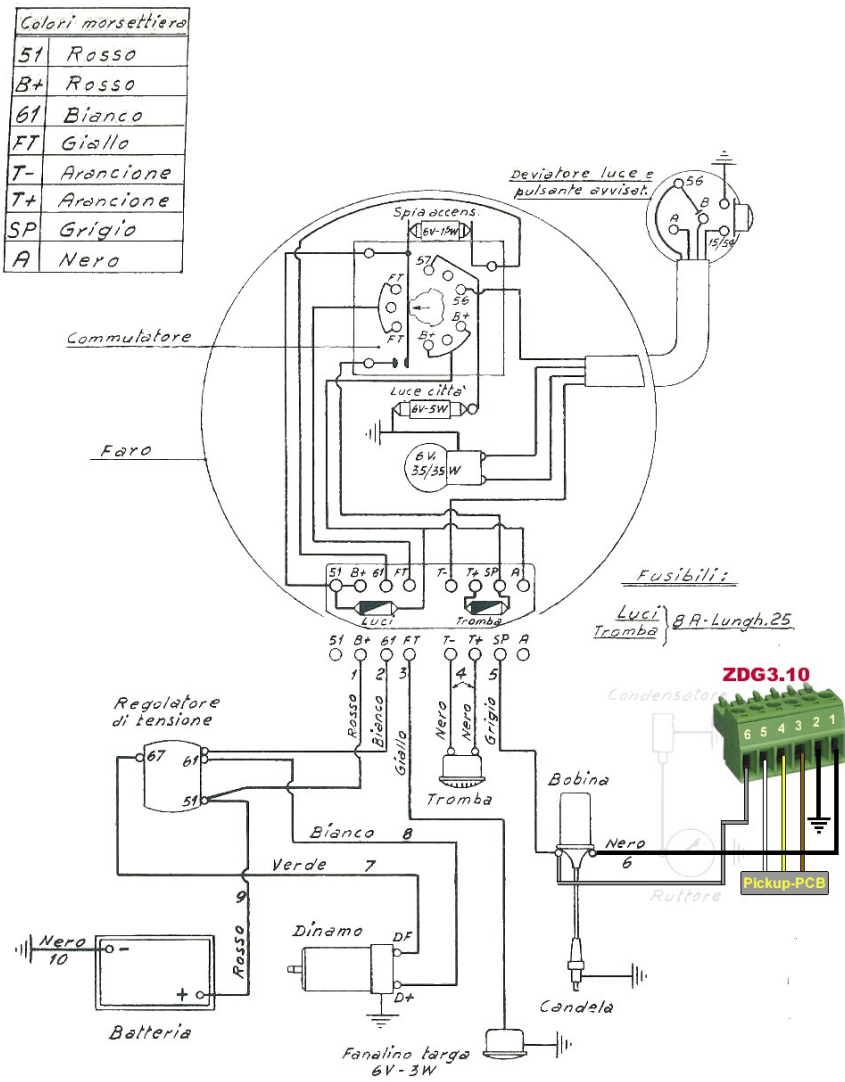 Colori morsettiera
51 Rosso
B+ Rosso
61 Bianco
FT Giallo
T- Arancione
T+ Arancione
SP Grigio
A Nero
Deviatore luce e
pulsante avvisat.
56
B
A
15/54
Spia accens.
6V-1,5W
57
FT
56
B+
FT
B+
Commutatore
Luce città
6V-5W
Faro
6V.
35/35W
51 B+ 61 FT T- T+ SP A
Luci
Tromba
Fusibili:
Luci
Tromba
8A-Lungh.25
51 B+ 61 FT T- T+ SP A
1 2 3 4 5
Rosso
Bianco
Giallo
Nero
Nero
Grigio
ZDG3.10
Condensatore
6 5 4 3 2 1
Regolatore
di tensione
67
61
51
Tromba
Bobina
Nero
6
Pickup-PCB
Ruttore
Bianco 8
Verde 7
9
Rosso
Nero
10
- +
Batteria
Dinamo
DF
D+
Candela
Fanalino targa
6V-3W